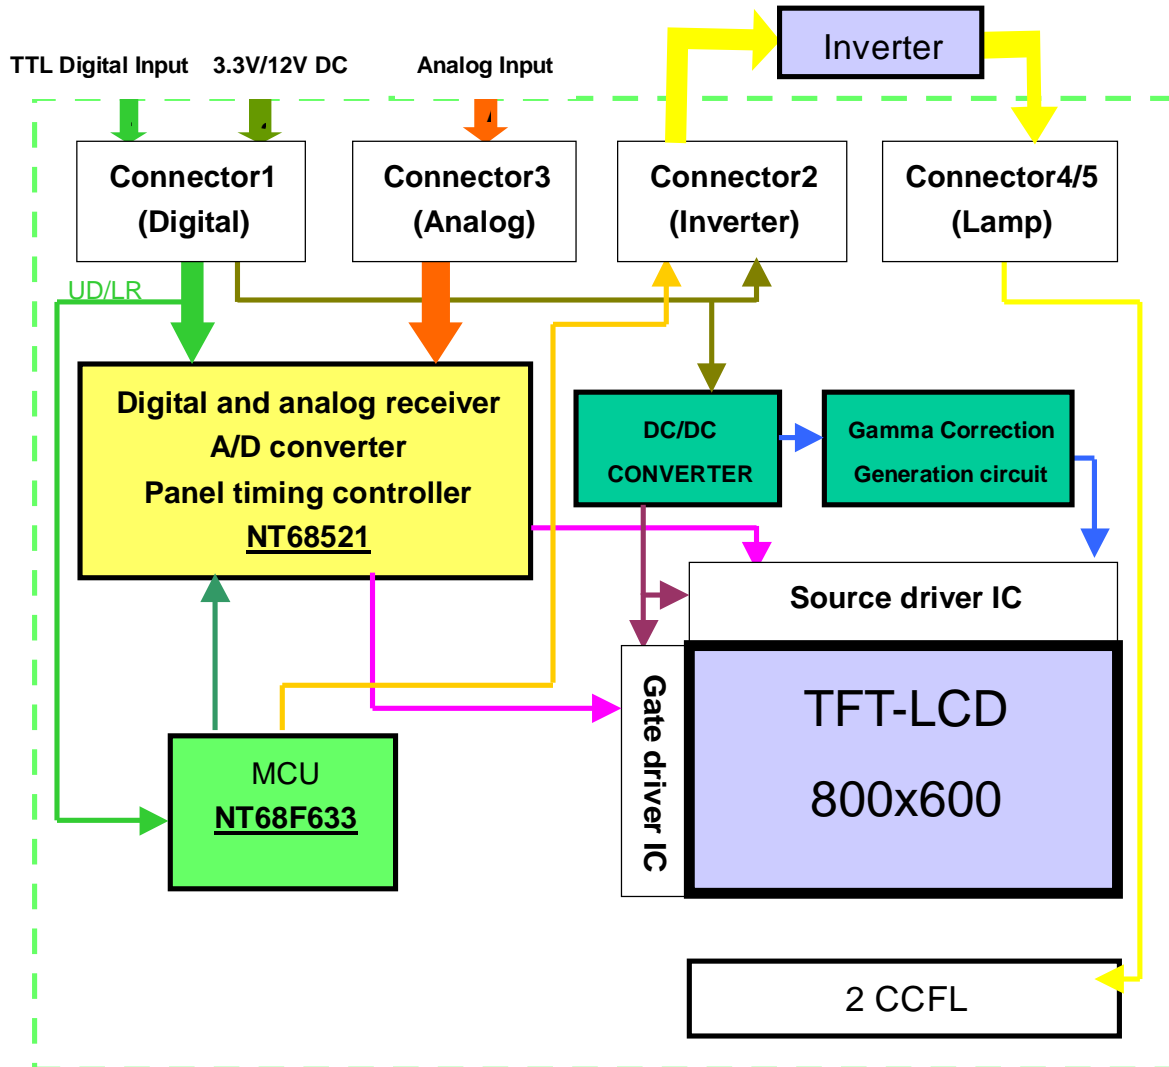 Inverter
TTL Digital Input
3.3V/12V DC
Analog Input
Connector1
(Digital)
Connector3
(Analog)
Connector2
(Inverter)
Connector4/5
(Lamp)
UD/LR
Digital and analog receiver
A/D converter
Panel timing controller
NT68521
DC/DC
CONVERTER
Gamma Correction
Generation circuit
Source driver IC
Gate driver IC
TFT-LCD
800x600
MCU
NT68F633
2 CCFL